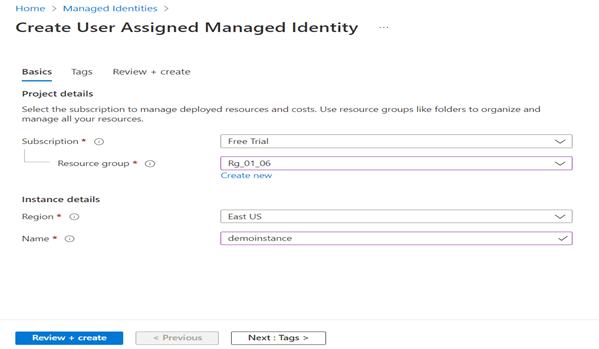 Home > Managed Identities >
Create User Assigned Managed Identity ...
Basics Tags Review + create
Project details
Select the subscription to manage deployed resources and costs. Use resource groups like folders to organize and
manage all your resources.
Subscription * Free Trial
Resource group * Rg_01_06
Create new
Instance details
Region * East US
Name * demoinstance
Review + create < Previous Next : Tags >